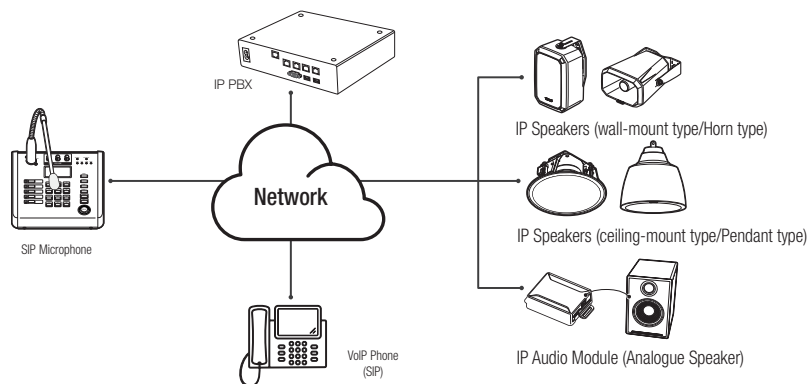 IP PBX
IP Speakers (wall-mount type/Horn type)
Network
SIP Microphone
IP Speakers (ceiling-mount type/Pendant type)
VoIP Phone
(SIP)
IP Audio Module (Analogue Speaker)